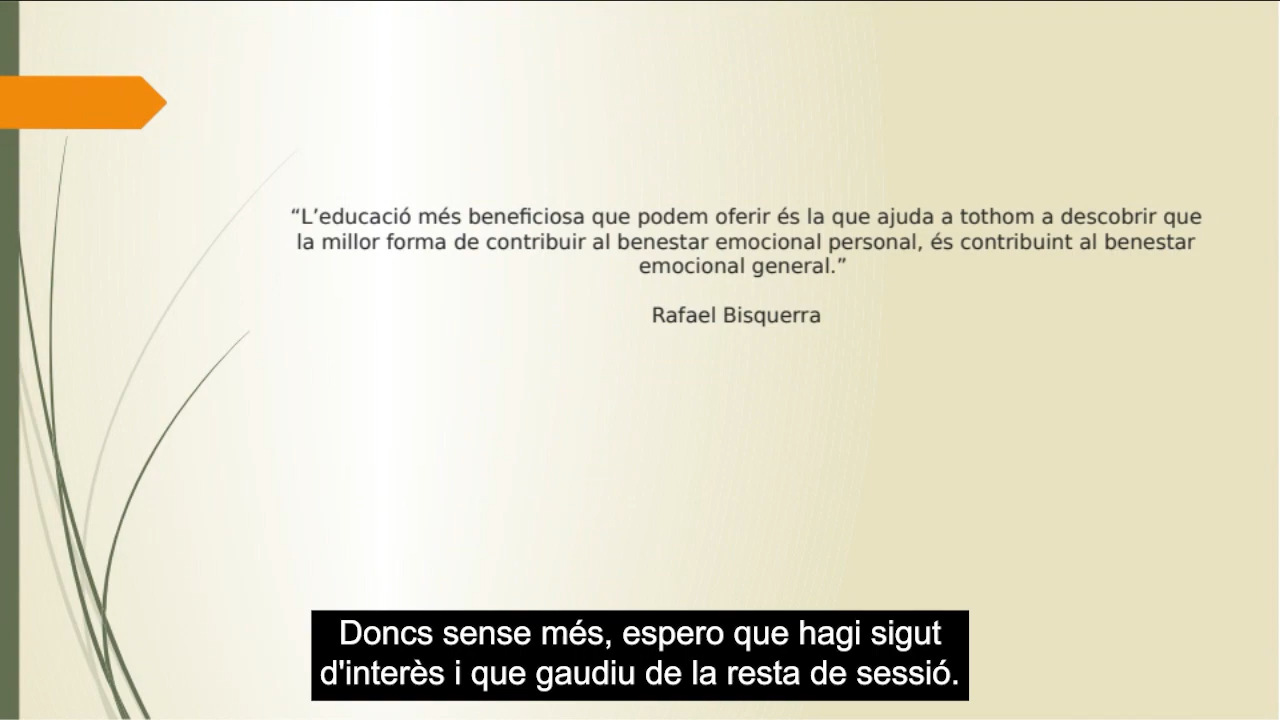 “L’educació més beneficiosa que podem oferir és la que ajuda a tothom a descobrir que
la millor forma de contribuir al benestar emocional personal, és contribuint al benestar
emocional general.”
Rafael Bisquerra
Doncs sense més, espero que hagi sigut
d'interès i que gaudiu de la resta de sessió.